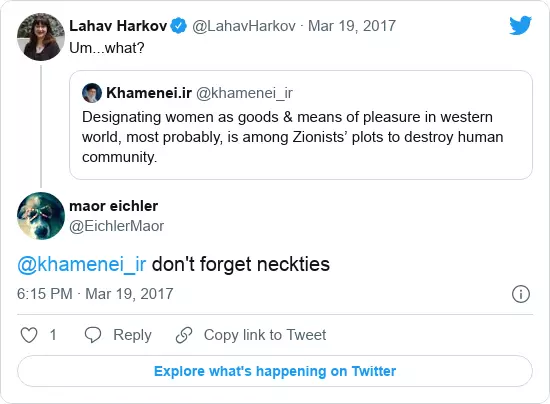 Lahav Harkov @LahavHarkov · Mar 19, 2017
Um...what?
Khamenei.ir @khamenei_ir
Designating women as goods & means of pleasure in western
world, most probably, is among Zionists’ plots to destroy human
community.
maor eichler
@EichlerMaor
@khamenei_ir don't forget neckties
6:15 PM · Mar 19, 2017
1 Reply Copy link to Tweet
Explore what's happening on Twitter